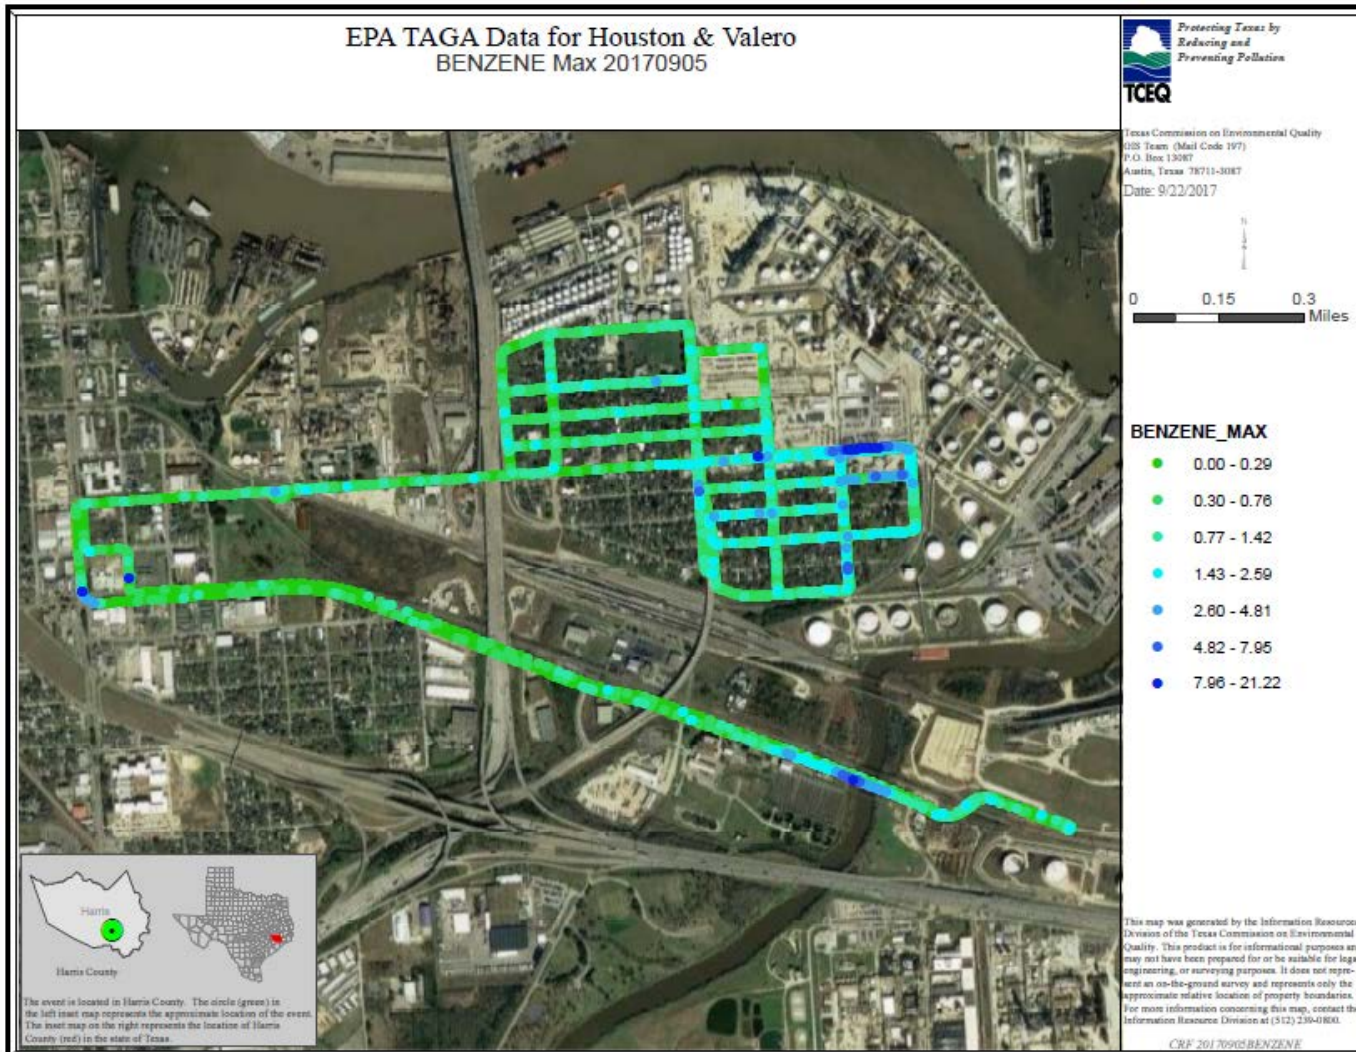 EPA TAGA Data for Houston & Valero
BENZENE Max 20170905
Protecting Texas by
Reducing and
Preventing Pollution
TCEQ
Texas Commission on Environmental Quality
GIS Team (Mail Code 197)
P.O. Box 13087
Austin, Texas 78711-3087
Date: 9/22/2017
N
0 0.15 0.3
Miles
BENZENE_MAX
0.00 - 0.29
0.30 - 0.76
0.77 - 1.42
1.43 - 2.59
2.60 - 4.81
4.82 - 7.95
7.96 - 21.22
Harris
Harris County
The event is located in Harris County. The circle (green) in
the left inset map represents the approximate location of the event.
The inset map on the right represents the location of Harris
County (red) in the state of Texas.
This map was generated by the Information Resources
Division of the Texas Commission on Environmental
Quality. This product is for informational purposes an
may not have been prepared for or be suitable for lega
engineering, or surveying purposes. It does not repre-
sent an on-the-ground survey and represents only the
approximate relative location of property boundaries.
For more information concerning this map, contact the
Information Resource Division at (512) 239-0800.
CRF 20170905BENZENE